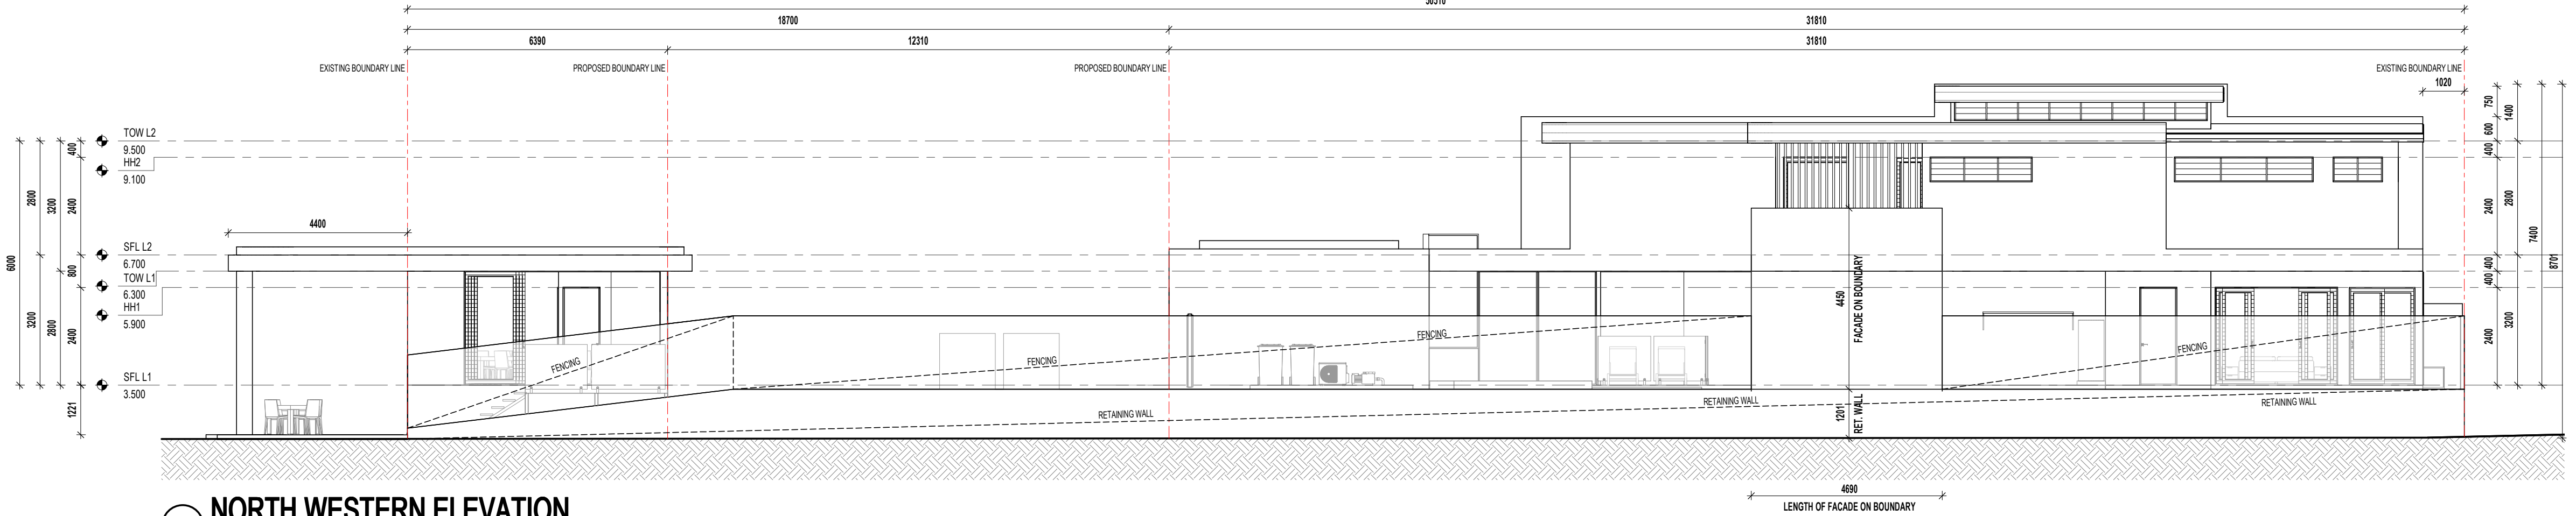 18700
31810
6390
12310
31810
EXISTING BOUNDARY LINE
PROPOSED BOUNDARY LINE
PROPOSED BOUNDARY LINE
EXISTING BOUNDARY LINE
1020
TOW L2
9.500
HH2
9.100
SFL L2
6.700
TOW L1
6.300
HH1
5.900
SFL L1
3.500
6000
2800
3200
3200
2800
400
2400
800
2400
1221
4400
FENCING
FENCING
FENCING
FENCING
RETAINING WALL
RETAINING WALL
RETAINING WALL
4450
FACADE ON BOUNDARY
1201
RET. WALL
750
600
400
2400
400
400
2400
1400
2800
3200
7400
8701
4690
LENGTH OF FACADE ON BOUNDARY
NORTH WESTERN ELEVATION